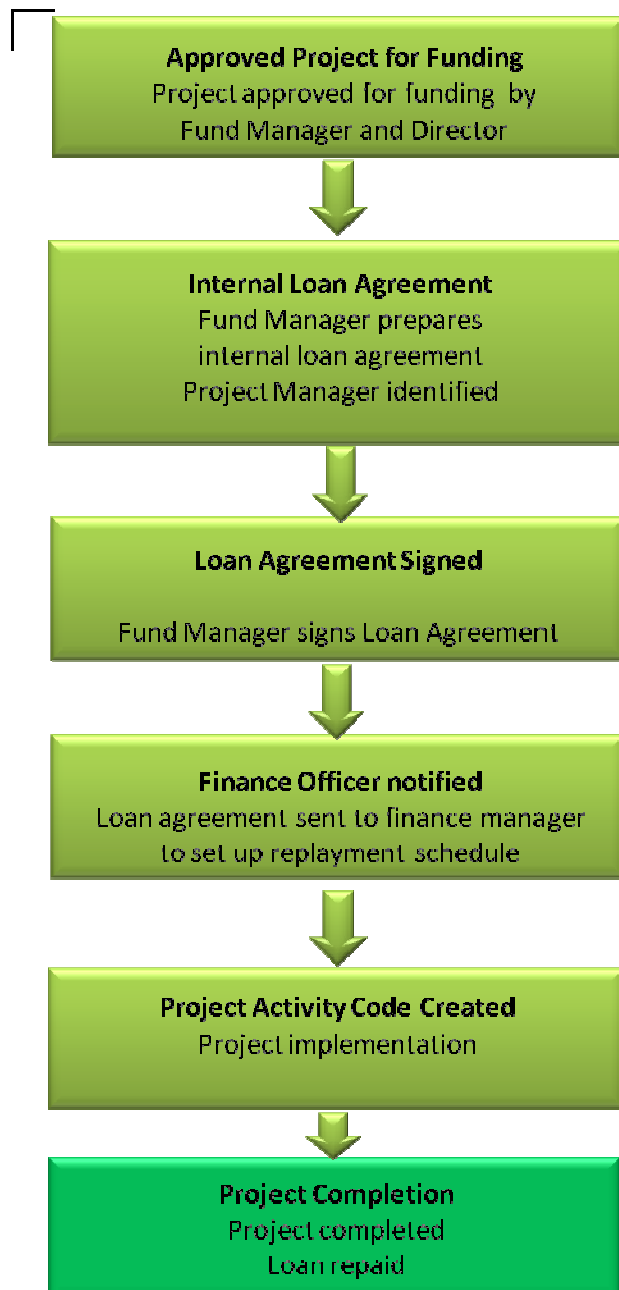 Approved Project for Funding
Project approved for funding by
Fund Manager and Director
Internal Loan Agreement
Fund Manager prepares
internal loan agreement
Project Manager identified
Loan Agreement Signed
Fund Manager signs Loan Agreement
Finance Officer notified
Loan agreement sent to finance manager
to set up replayment schedule
Project Activity Code Created
Project implementation
Project Completion
Project completed
Loan repaid